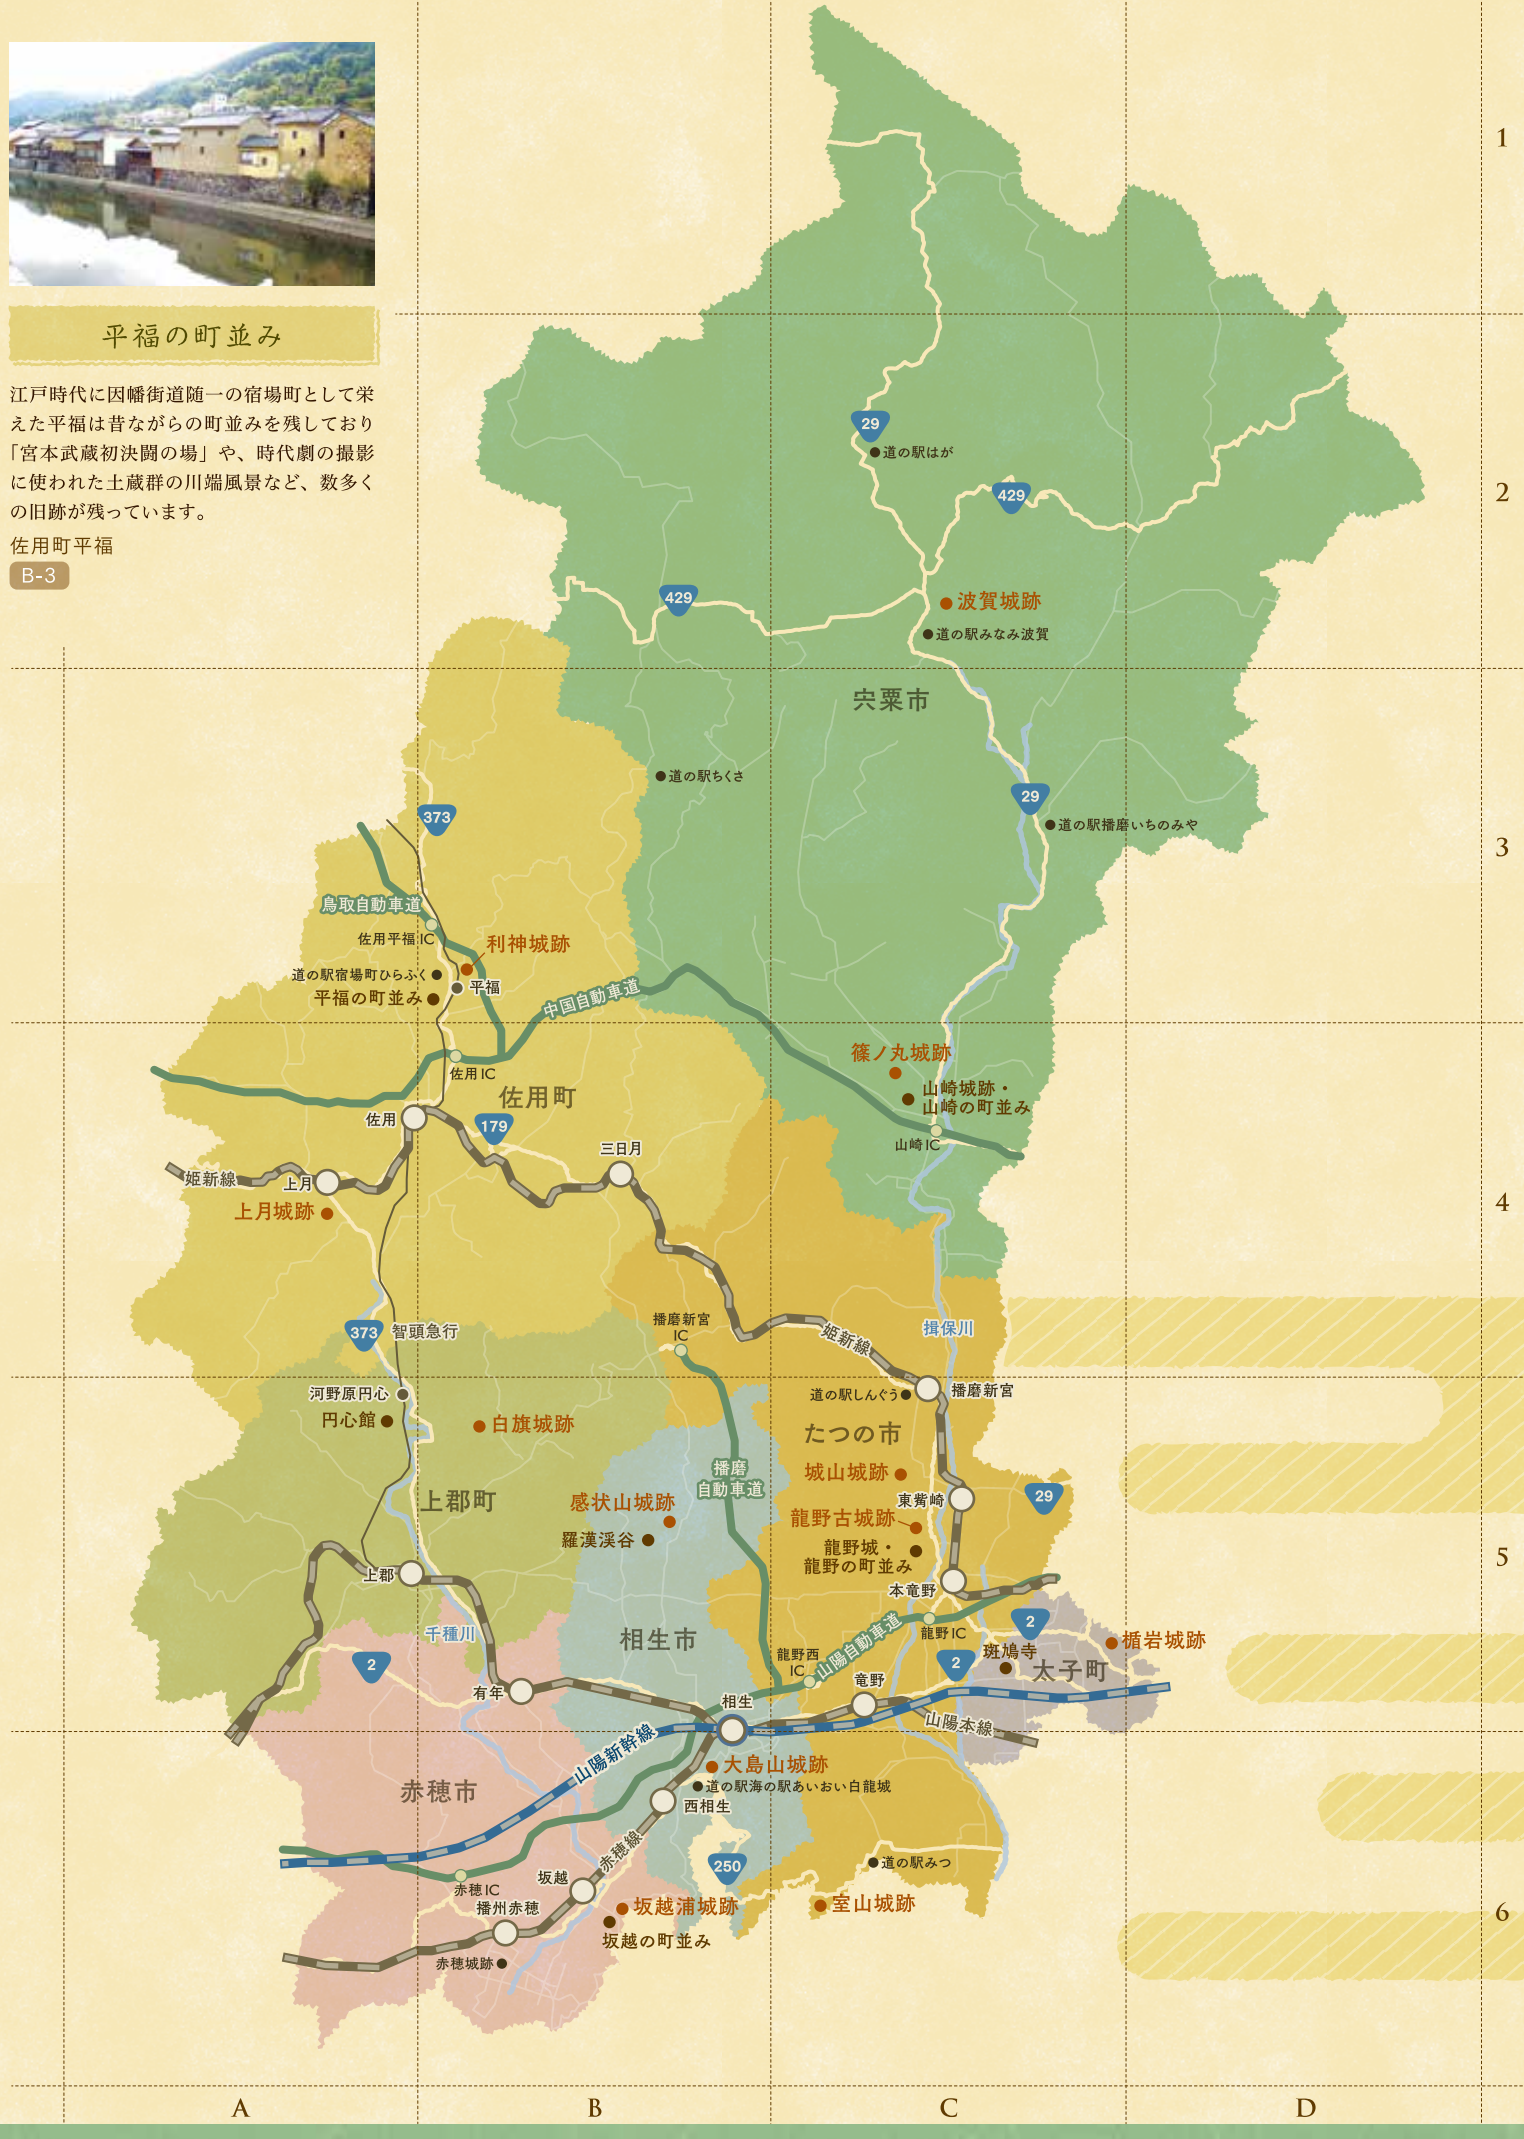 平福の町並み
江戸時代に因幡街道随一の宿場町として栄
えた平福は昔ながらの町並みを残しており
「宮本武蔵初決闘の場」や、時代劇の撮影
に使われた土蔵群の川端風景など、数多く
の旧跡が残っています。
佐用町平福
B-3
1
29
道の駅はが
429
2
429
波賀城跡
道の駅みなみ波賀
宍粟市
道の駅ちくさ
29
373
道の駅播磨いちのみや
3
鳥取自動車道
佐用平福IC
利神城跡
道の駅宿場町ひらふく
平福
平福の町並み
中国自動車道
篠ノ丸城跡
佐用IC
山崎城跡・
山崎の町並み
佐用町
佐用
179
山崎IC
三日月
姫新線
上月
4
上月城跡
播磨新宮
IC
373
智頭急行
姫新線
揖保川
河野原円心
道の駅しんぐう
播磨新宮
円心館
白旗城跡
たつの市
播磨
自動車道
城山城跡
上郡町
感状山城跡
東觜崎
29
龍野古城跡
羅漢渓谷
龍野城・
龍野の町並み
5
上郡
本竜野
千種川
相生市
山陽自動車道
龍野IC
2
楯岩城跡
龍野西
IC
斑鳩寺
太子町
2
2
有年
竜野
相生
山陽本線
山陽新幹線
大島山城跡
道の駅海の駅あいおい白龍城
赤穂市
西相生
赤穂線
250
道の駅みつ
坂越
赤穂IC
播州赤穂
坂越浦城跡
室山城跡
6
坂越の町並み
赤穂城跡
A
B
C
D